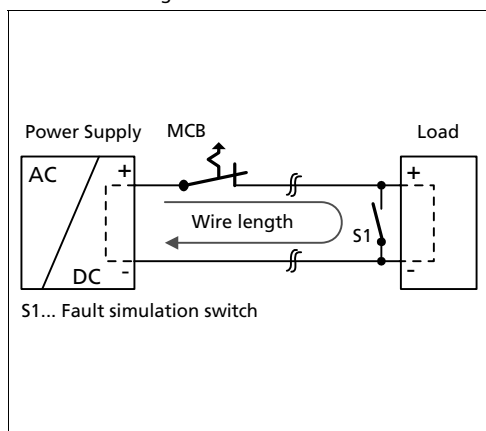 Power Supply
MCB
Load
AC
+
+
Wire length
S1
DC
-
-
S1... Fault simulation switch